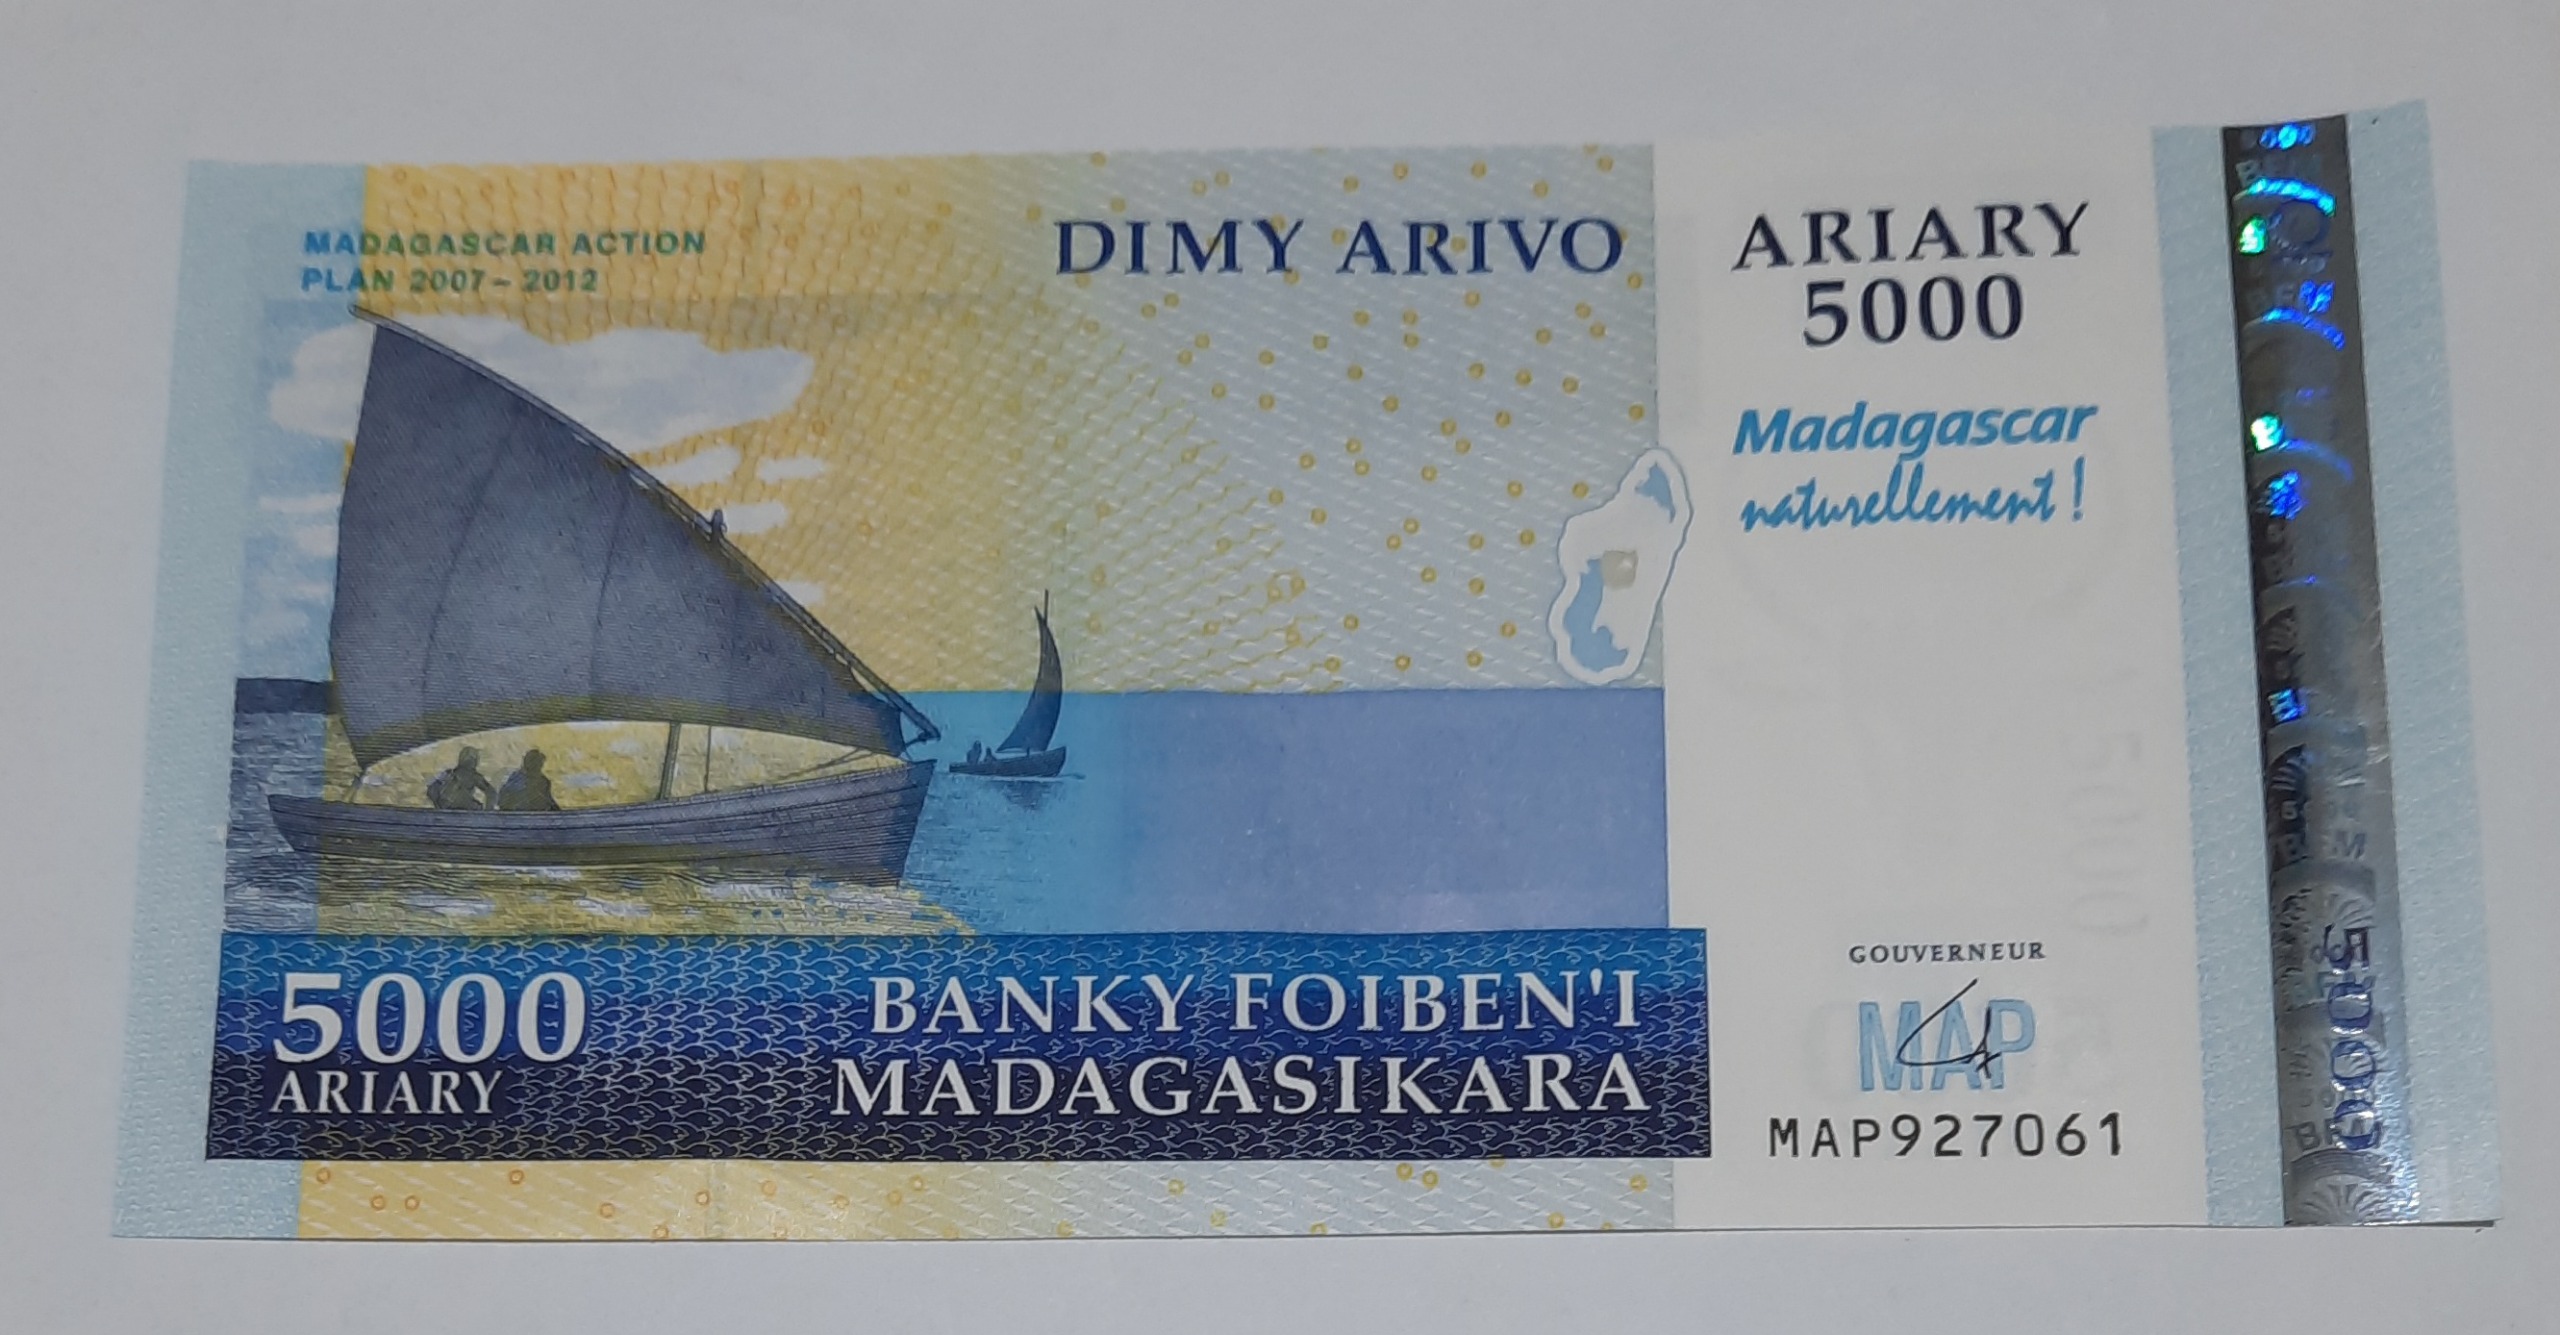 MADAGASCAR ACTION
PLAN 2007 – 2012
DIMY ARIVO
ARIARY
5000
Madagascar
naturellement !
5000
ARIARY
BANKY FOIBEN'I
MADAGASIKARA
GOUVERNEUR
MAP
MAP927061
5000